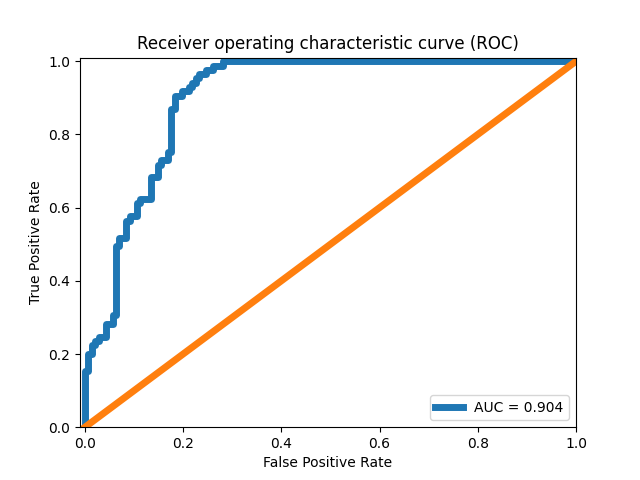 Receiver operating characteristic curve (ROC)
1.0
0.8
0.6
0.4
0.2
0.0
True Positive Rate
AUC = 0.904
0.0 0.2 0.4 0.6 0.8 1.0
False Positive Rate